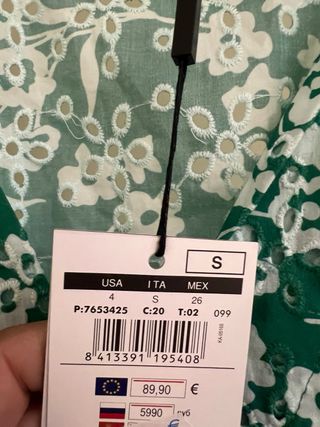 S
USA ITA MEX
4 S 26
P:7653425 C:20 T:02 099
8 413391 195408
89,90 €
5990 руб